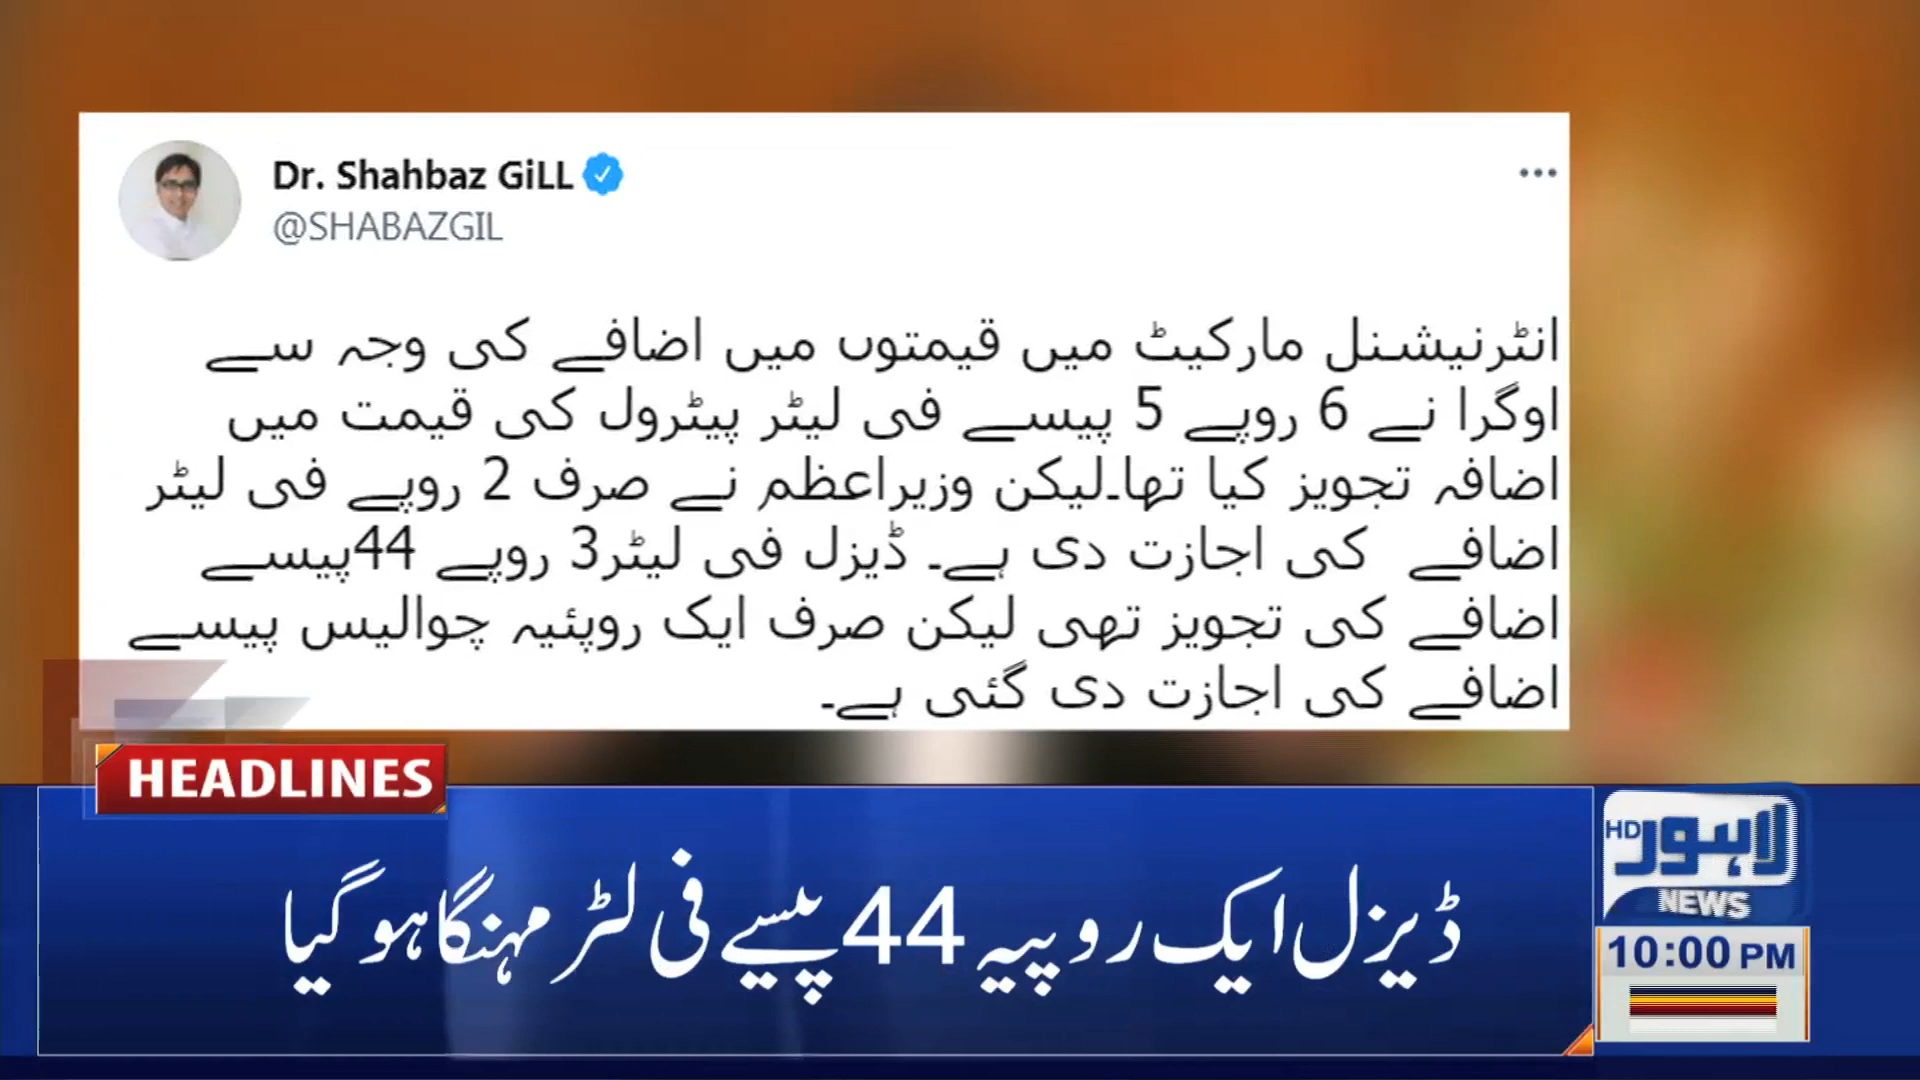 Dr. Shahbaz GiLL
@SHABAZGIL
انٹرنیشنل مارکیٹ میں قیمتوں میں اضافے کی وجہ سے
اوگرا نے 6 روپے 5 پیسے فی لیٹر پیٹرول کی قیمت میں
اضافہ تجویز کیا تھا۔لیکن وزیراعظم نے صرف 2 روپے فی لیٹر
اضافے کی اجازت دی ہے۔ ڈیزل فی لیٹر3 روپے 44پیسے
اضافے کی تجویز تھی لیکن صرف ایک روپئیہ چوالیس پیسے
اضافے کی اجازت دی گئی ہے۔
HEADLINES
ڈیزل ایک روپیہ 44 پیسے فی لٹر مہنگا ہو گیا
HD لاہور
NEWS
10:00 PM